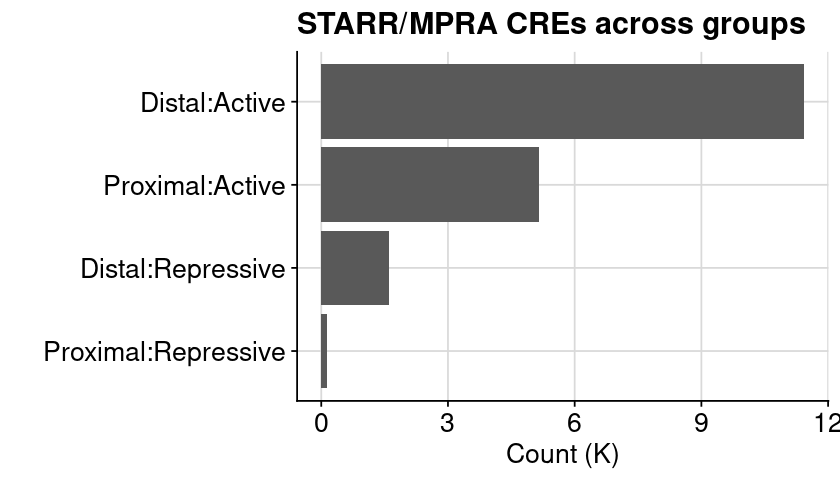 STARR/MPRA CREs across groups
Distal:Active
Proximal:Active
Distal:Repressive
Proximal:Repressive
0 3 6 9 12
Count (K)